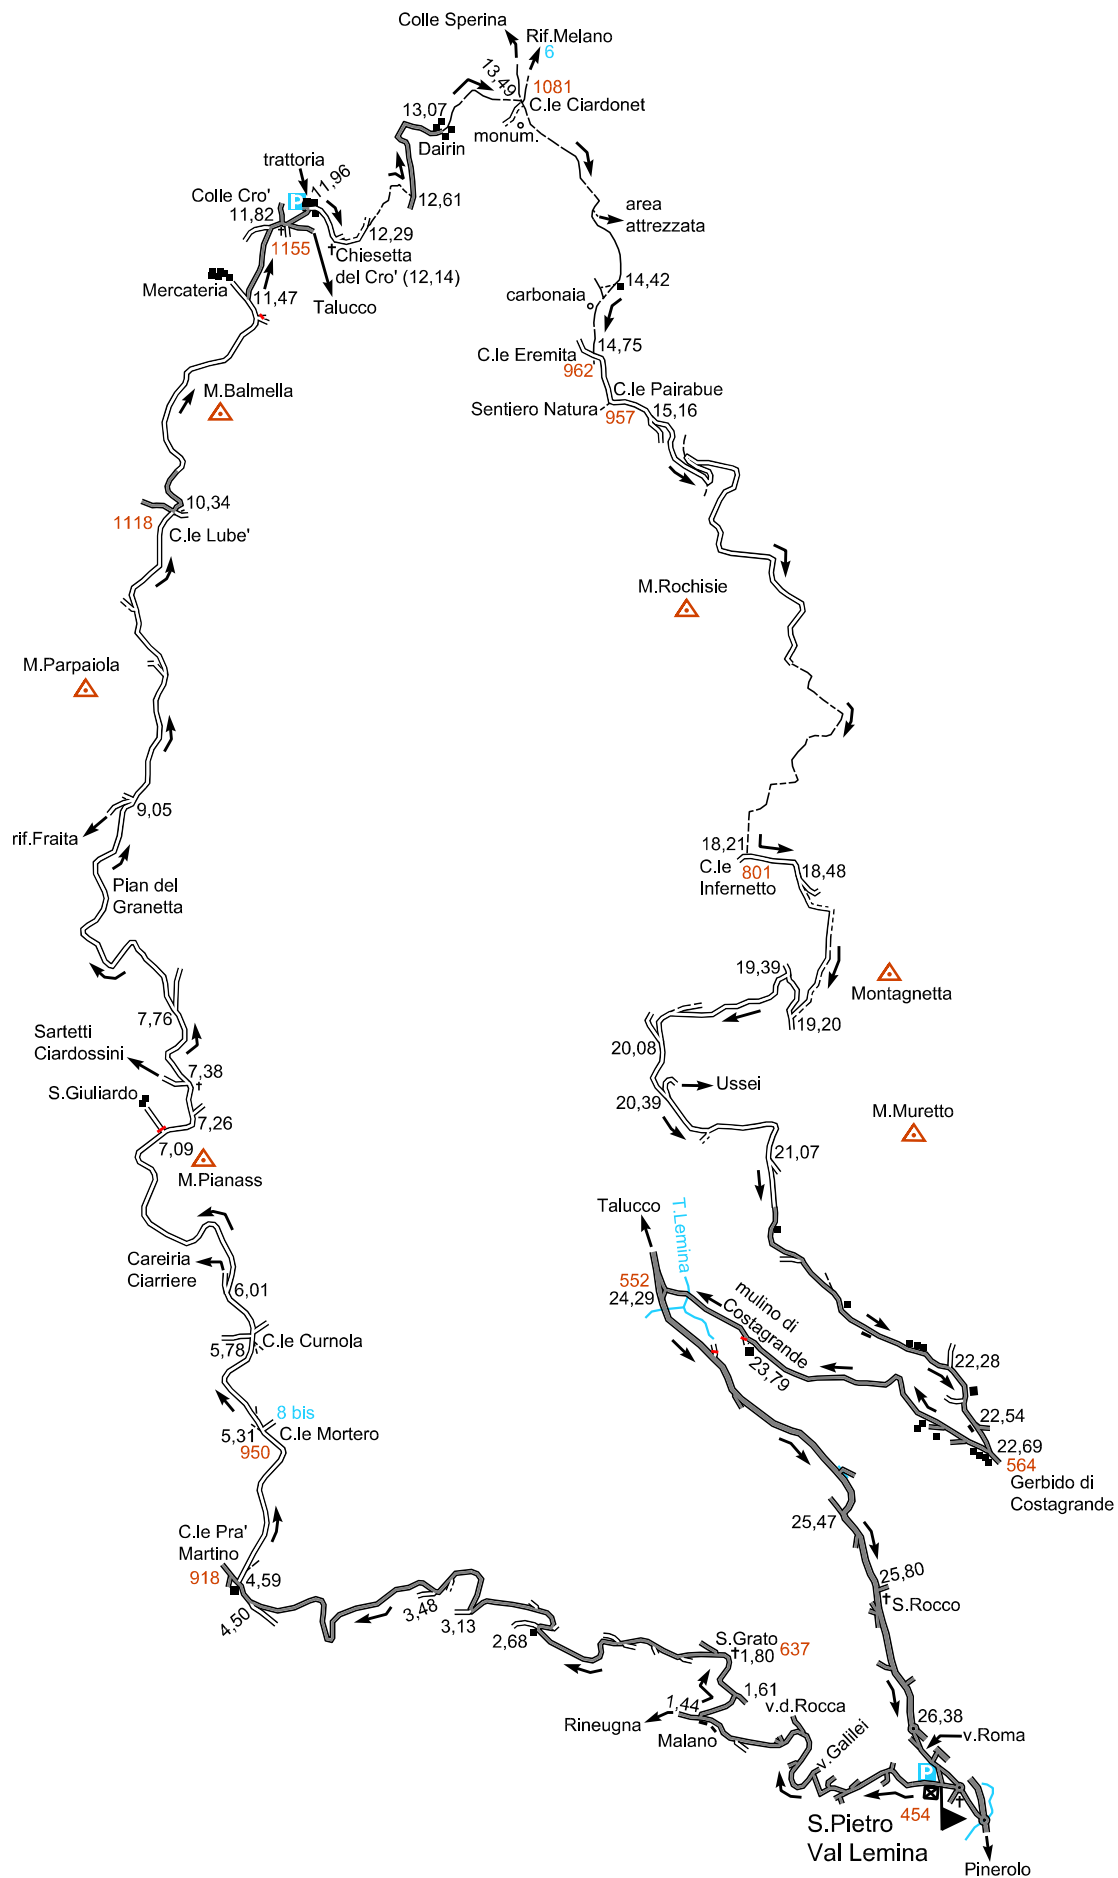 Colle Sperina
Rif.Melano
6
13,49
1081
C.le Ciardonet
13,07
monum.
Dairin
trattoria
11,96
Colle Cro'
P
12,61
area
attrezzata
11,82
12,29
1155
Chiesetta
del Cro' (12,14)
Mercateria
11,47
Talucco
14,42
carbonaia
14,75
C.le Eremita
962
C.le Pairabue
M.Balmella
Sentiero Natura
957
15,16
10,34
1118
C.le Lube'
M.Rochisie
M.Parpaiola
9,05
rif.Fraita
18,21
C.le
Infernetto
801
18,48
Pian del
Granetta
19,39
Montagnetta
7,76
19,20
Sartetti
Ciardossini
20,08
7,38
S.Giuliardo
Ussei
20,39
7,26
M.Muretto
7,09
21,07
M.Pianass
Talucco
T.Lemina
Careiria
Ciarriere
552
24,29
6,01
mulino di
Costagrande
5,78
C.le Curnola
23,79
22,28
8 bis
5,31
C.le Mortero
950
22,54
22,69
564
Gerbido di
Costagrande
25,47
C.le Pra'
Martino
918
4,59
25,80
S.Rocco
4,50
3,48
3,13
2,68
S.Grato
637
1,80
1,61
1,44
v.d.Rocca
Rineugna
Malano
26,38
v.Roma
v.Galilei
P
454
S.Pietro
Val Lemina
Pinerolo